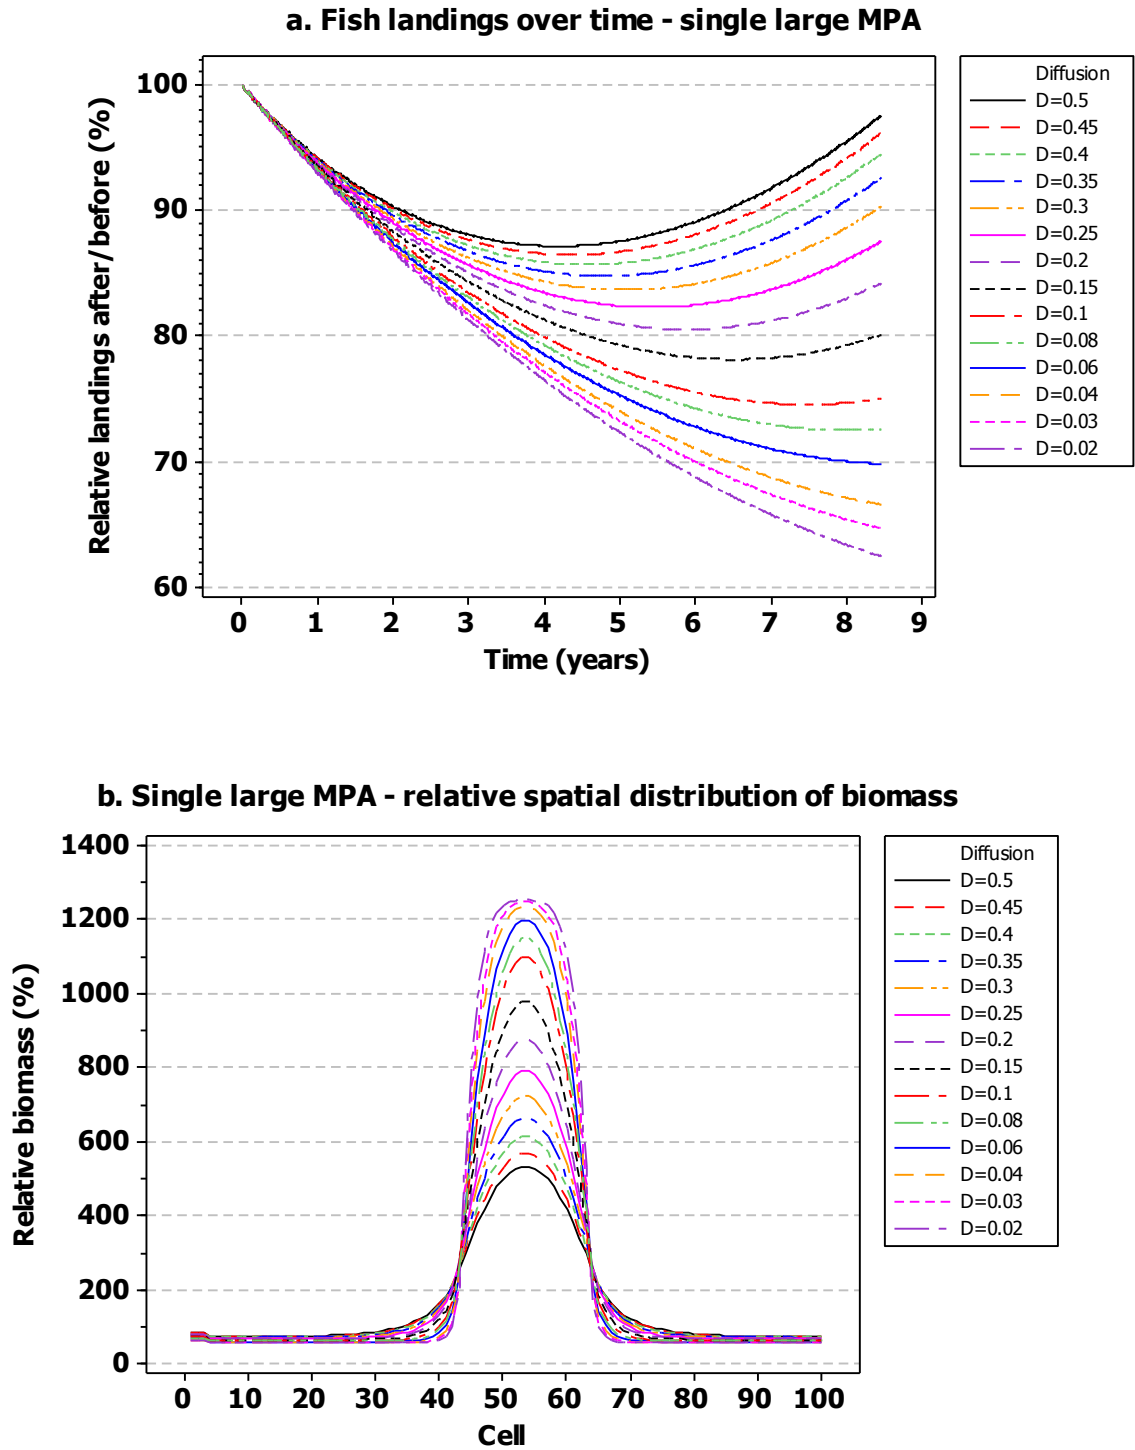 a. Fish landings over time - single large MPA
Relative landings after/before (%)
100
90
80
70
60
0 1 2 3 4 5 6 7 8 9
Time (years)
Diffusion
D=0.5
D=0.45
D=0.4
D=0.35
D=0.3
D=0.25
D=0.2
D=0.15
D=0.1
D=0.08
D=0.06
D=0.04
D=0.03
D=0.02
b. Single large MPA - relative spatial distribution of biomass
Relative biomass (%)
1400
1200
1000
800
600
400
200
0
0 10 20 30 40 50 60 70 80 90 100
Cell
Diffusion
D=0.5
D=0.45
D=0.4
D=0.35
D=0.3
D=0.25
D=0.2
D=0.15
D=0.1
D=0.08
D=0.06
D=0.04
D=0.03
D=0.02